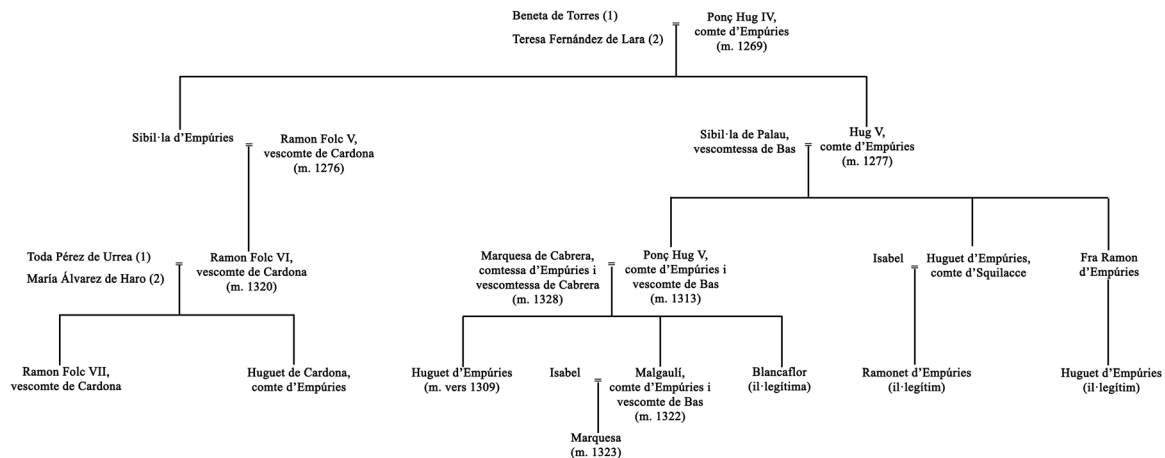 Beneta de Torres (1)
Teresa Fernández de Lara (2)
=
Ponç Hug IV,
comte d'Empúries
(m. 1269)
Sibil·la d'Empúries
=
Ramon Folc V,
vescomte de Cardona
(m. 1276)
Sibil·la de Palau,
vescomtessa de Bas
=
Hug V,
comte d'Empúries
(m. 1277)
Toda Pérez de Urrea (1)
María Álvarez de Haro (2)
=
Ramon Folc VI,
vescomte de Cardona
(m. 1320)
Marquesa de Cabrera,
comtessa d'Empúries i
vescomtessa de Cabrera
(m. 1328)
=
Ponç Hug V,
comte d'Empúries i
vescomte de Bas
(m. 1313)
Isabel
=
Huguet d'Empúries,
comte d'Squilacce
Fra Ramon
d'Empúries
Ramon Folc VII,
vescomte de Cardona
Huguet de Cardona,
comte d'Empúries
Huguet d'Empúries
(m. vers 1309)
Isabel
=
Malgaulí,
comte d'Empúries i
vescomte de Bas
(m. 1322)
Blancaflor
(il·legítima)
Ramonet d'Empúries
(il·legítim)
Huguet d'Empúries
(il·legítim)
Marquesa
(m. 1323)